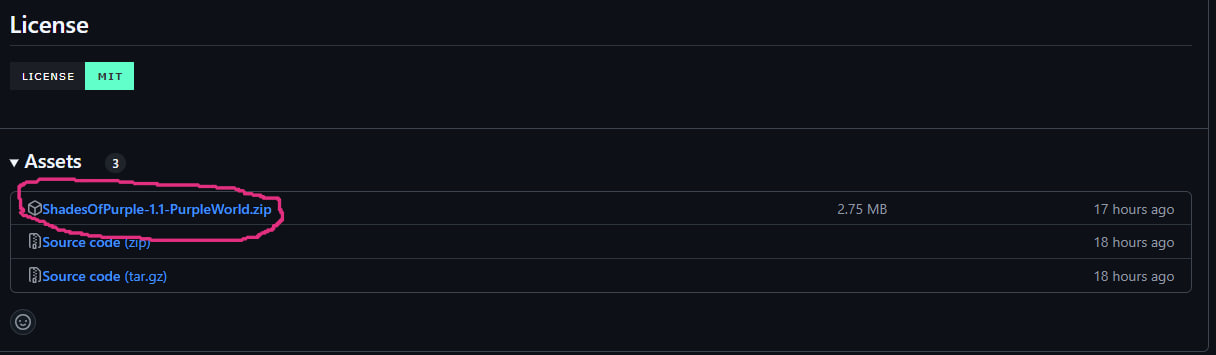 License
LICENSE MIT
Assets 3
ShadesOfPurple-1.1-PurpleWorld.zip 2.75 MB 17 hours ago
Source code (zip) 18 hours ago
Source code (tar.gz) 18 hours ago